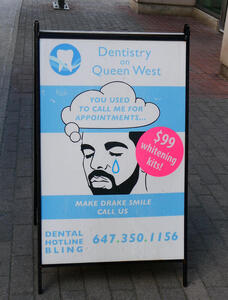 Dentistry
on
Queen West
YOU USED
TO CALL ME FOR
APPOINTMENTS...
$99
whitening
kits!
MAKE DRAKE SMILE
CALL US
DENTAL
HOTLINE
BLING
647.350.1156